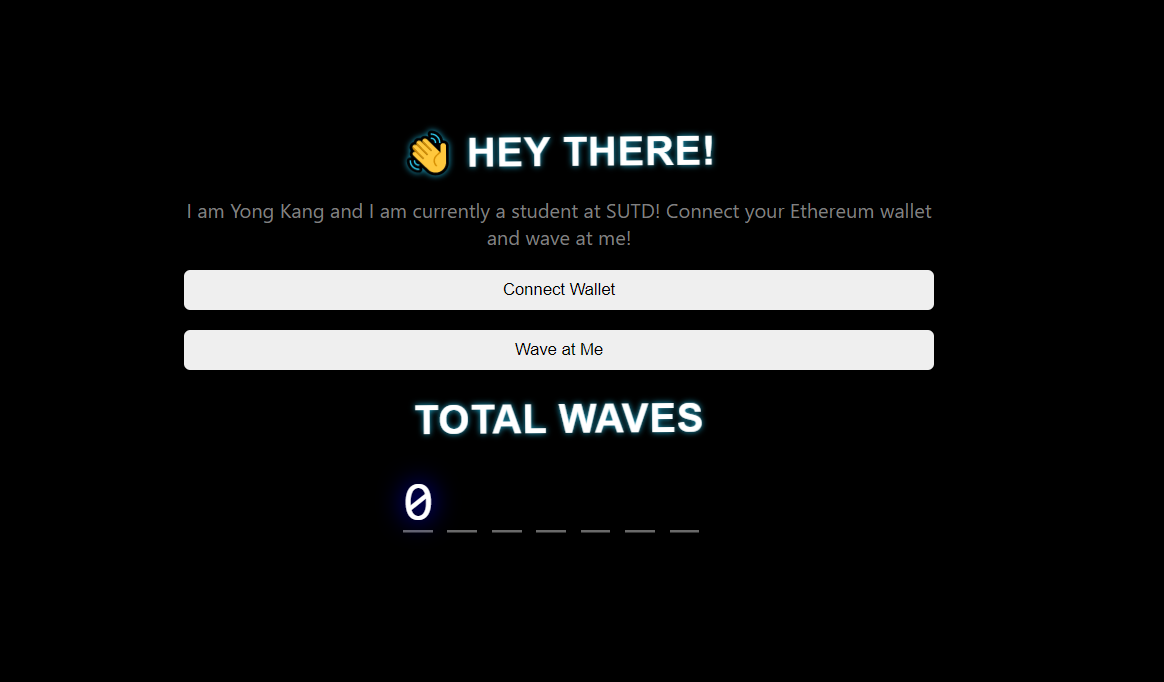 👋 HEY THERE!
I am Yong Kang and I am currently a student at SUTD! Connect your Ethereum wallet
and wave at me!
Connect Wallet
Wave at Me
TOTAL WAVES
0